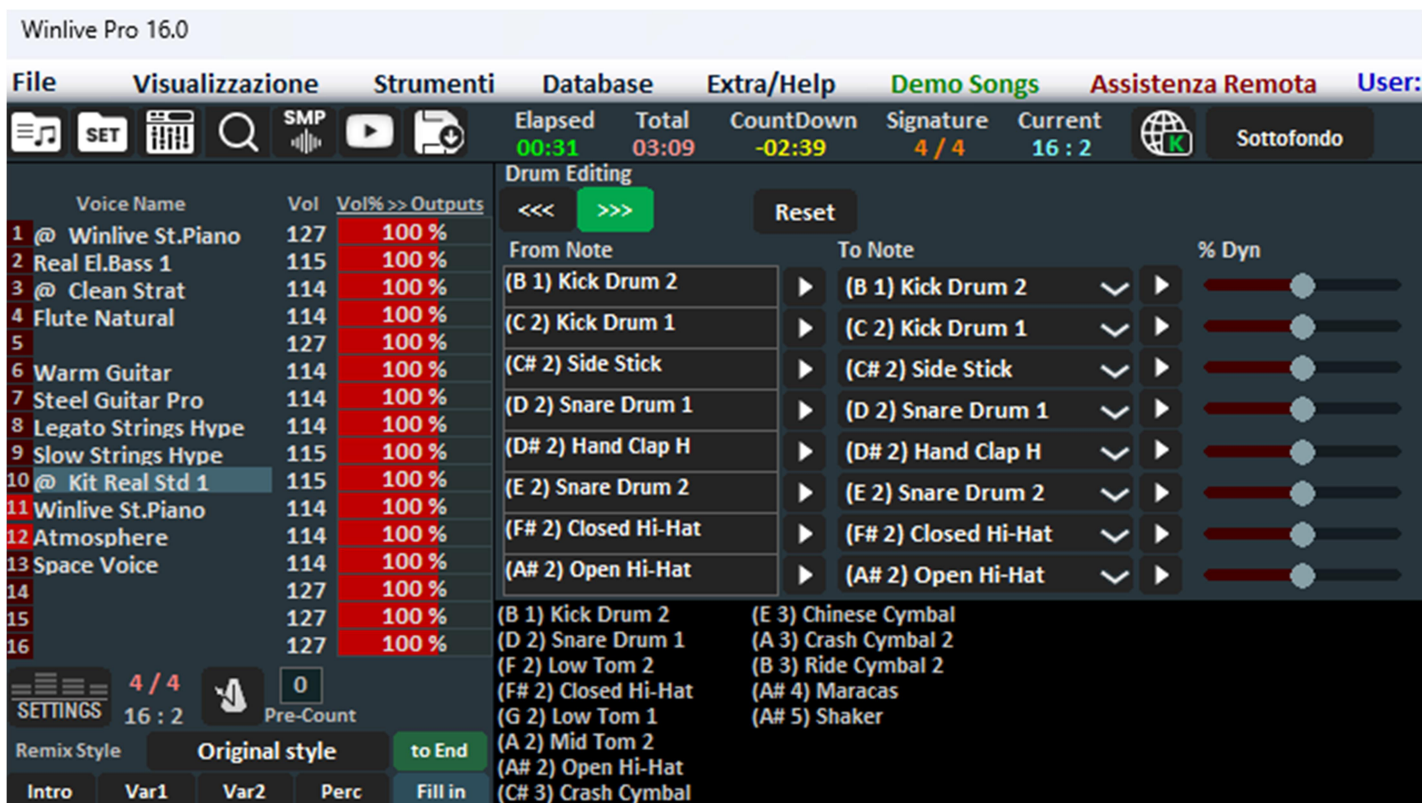 Winlive Pro 16.0
File Visualizzazione Strumenti Database Extra/Help Demo Songs Assistenza Remota User:
SET SMP Elapsed Total CountDown Signature Current K Sottofondo
00:31 03:09 -02:39 4 / 4 16 : 2
Drum Editing
Voice Name Vol Vol% >> Outputs <<< >>> Reset
From Note To Note % Dyn
1 @ Winlive St.Piano 127 100 %
2 Real El.Bass 1 115 100 %
3 @ Clean Strat 114 100 %
4 Flute Natural 114 100 %
5 127 100 %
6 Warm Guitar 114 100 %
7 Steel Guitar Pro 114 100 %
8 Legato Strings Hype 114 100 %
9 Slow Strings Hype 115 100 %
10 @ Kit Real Std 1 115 100 %
11 Winlive St.Piano 114 100 %
12 Atmosphere 114 100 %
13 Space Voice 114 100 %
14 127 100 %
15 127 100 %
16 127 100 %
(B 1) Kick Drum 2 (B 1) Kick Drum 2
(C 2) Kick Drum 1 (C 2) Kick Drum 1
(C# 2) Side Stick (C# 2) Side Stick
(D 2) Snare Drum 1 (D 2) Snare Drum 1
(D# 2) Hand Clap H (D# 2) Hand Clap H
(E 2) Snare Drum 2 (E 2) Snare Drum 2
(F# 2) Closed Hi-Hat (F# 2) Closed Hi-Hat
(A# 2) Open Hi-Hat (A# 2) Open Hi-Hat
(B 1) Kick Drum 2 (E 3) Chinese Cymbal
(D 2) Snare Drum 1 (A 3) Crash Cymbal 2
(F 2) Low Tom 2 (B 3) Ride Cymbal 2
(F# 2) Closed Hi-Hat (A# 4) Maracas
(G 2) Low Tom 1 (A# 5) Shaker
(A 2) Mid Tom 2
(A# 2) Open Hi-Hat
(C# 3) Crash Cymbal
4 / 4 0
SETTINGS 16 : 2 Pre-Count
Remix Style Original style to End
Intro Var1 Var2 Perc Fill in